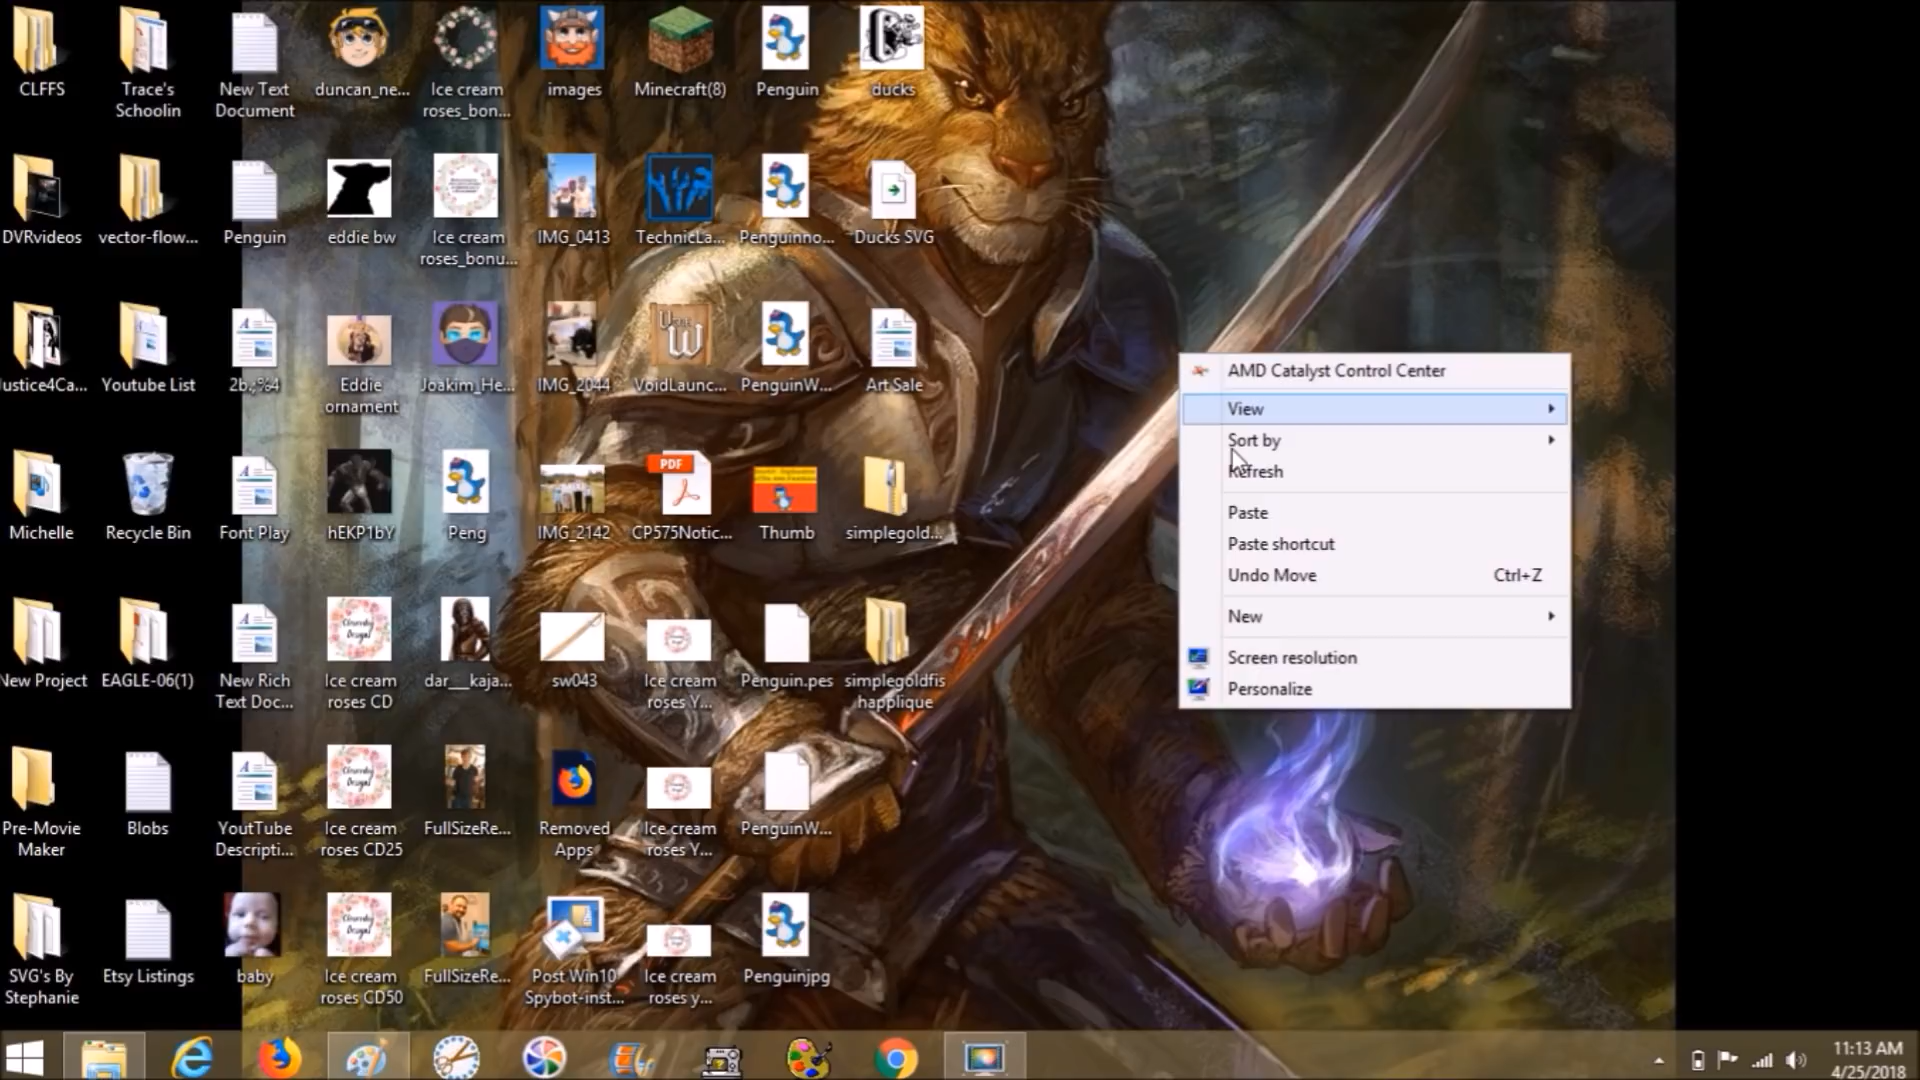 CLFFS
Trace's
Schoolin
New Text
Document
duncan_ne...
Ice cream
roses_bon...
images
Minecraft(8)
Penguin
ducks
DVRvideos
vector-flow...
Penguin
eddie bw
Ice cream
roses_bonu...
IMG_0413
TechnicLa...
Penguinno...
Ducks SVG
Justice4Ca...
Youtube List
2b.;%4
Eddie
ornament
Joakim_He...
IMG_2044
VoidLaunc...
PenguinW...
Art Sale
Michelle
Recycle Bin
Font Play
hEKP1bY
Peng
IMG_2142
PDF
CP575Notic...
Thumb
simplegold...
New Project
EAGLE-06(1)
New Rich
Text Doc...
Ice cream
roses CD
dar__kaja...
sw043
Ice cream
roses Y...
Penguin.pes
simplegoldfis
happlique
Pre-Movie
Maker
Blobs
YoutTube
Descripti...
Ice cream
roses CD25
FullSizeRe...
Removed
Apps
Ice cream
roses Y...
PenguinW...
SVG's By
Stephanie
Etsy Listings
baby
Ice cream
roses CD50
FullSizeRe...
Post Win10
Spybot-inst...
Ice cream
roses y...
Penguinjpg
AMD Catalyst Control Center
View
Sort by
Refresh
Paste
Paste shortcut
Undo Move Ctrl+Z
New
Screen resolution
Personalize
11:13 AM
4/25/2018